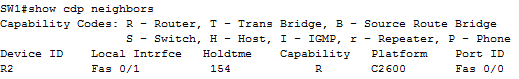 SW1#show cdp neighbors
Capability Codes: R - Router, T - Trans Bridge, B - Source Route Bridge
S - Switch, H - Host, I - IGMP, r - Repeater, P - Phone
Device ID Local Intrfce Holdtme Capability Platform Port ID
R2 Fas 0/1 154 R C2600 Fas 0/0